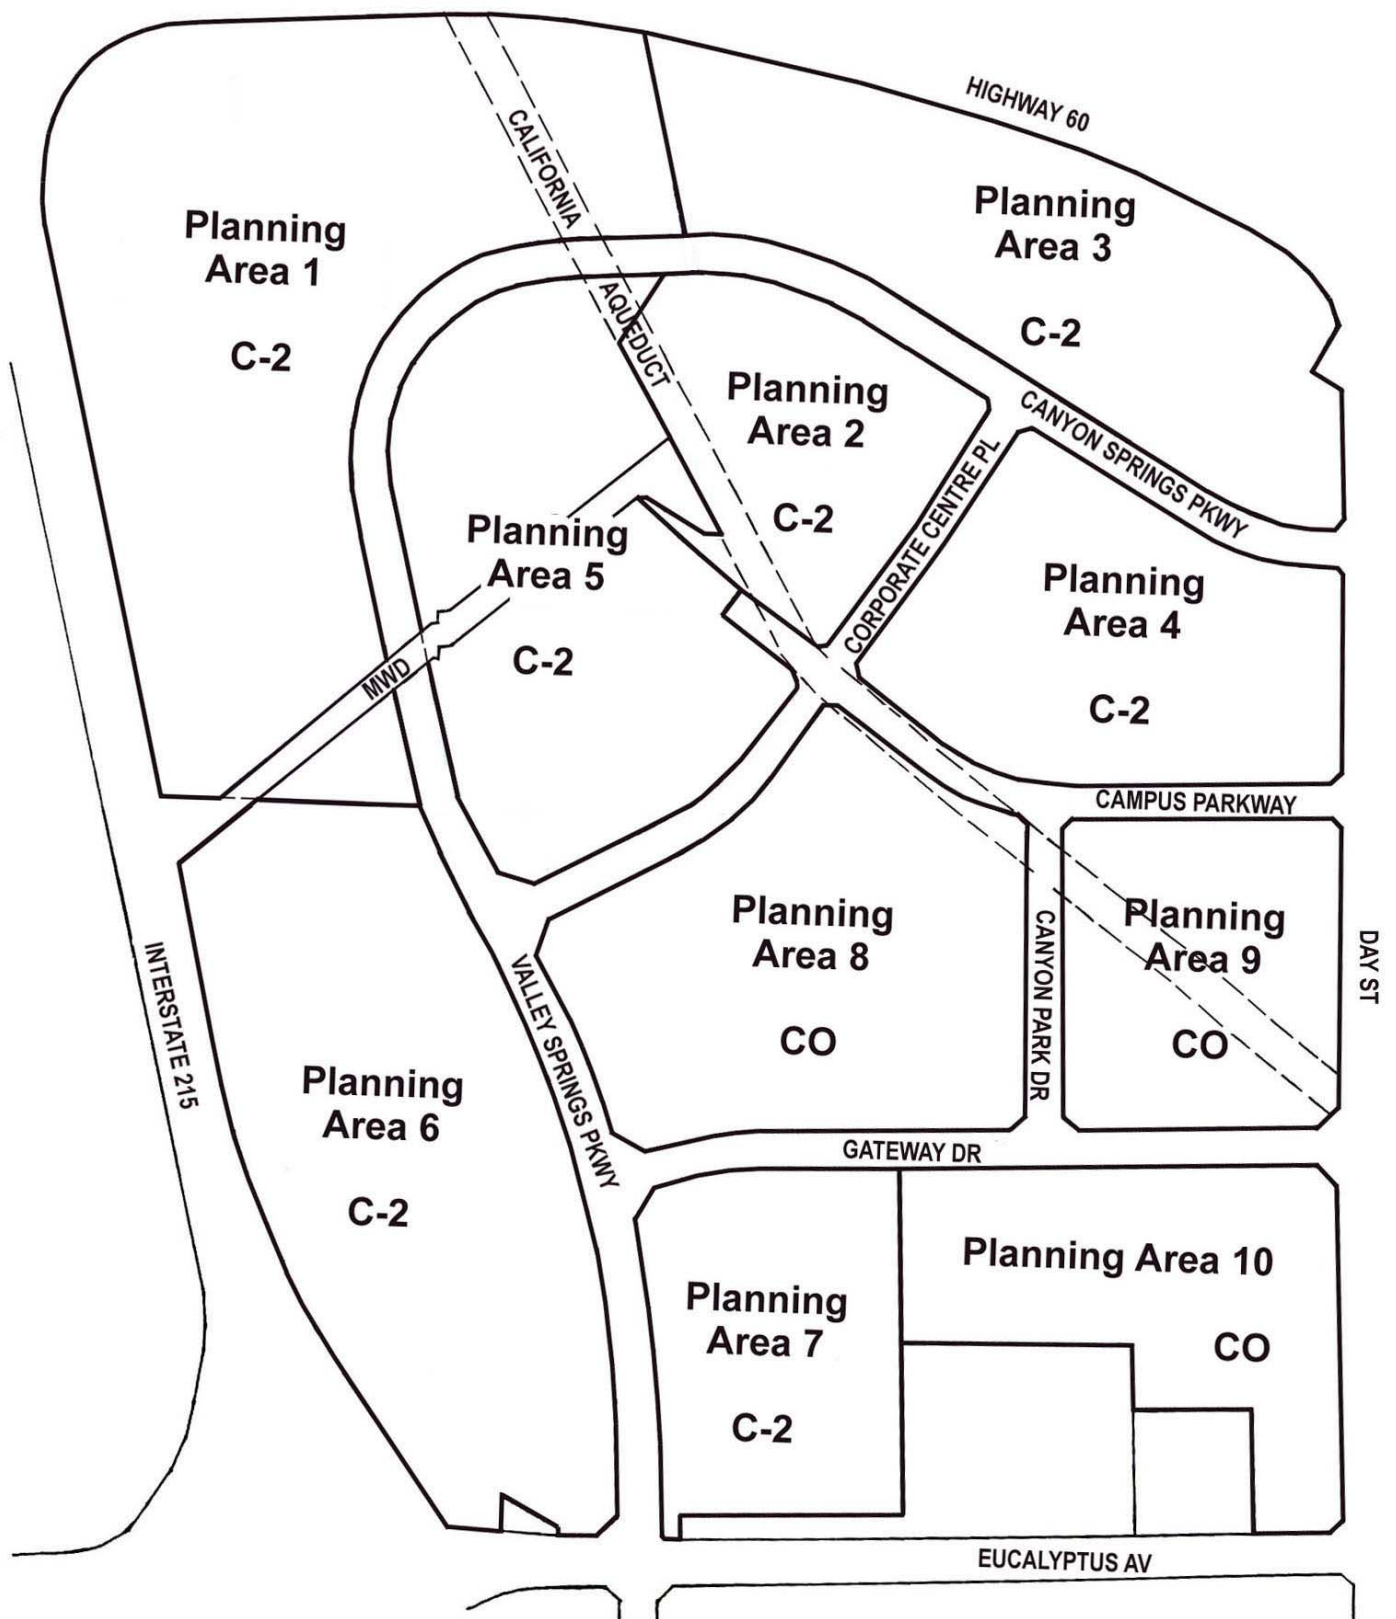 HIGHWAY 60
CALIFORNIA
AQUEDUCT
Planning
Area 1
C-2
Planning
Area 3
C-2
Planning
Area 2
C-2
CANYON SPRINGS PKWY
CORPORATE CENTRE PL
Planning
Area 5
C-2
Planning
Area 4
C-2
MWD
CAMPUS PARKWAY
Planning
Area 8
CO
Planning
Area 9
CO
DAY ST
CANYON PARK DR
INTERSTATE 215
VALLEY SPRINGS PKWY
Planning
Area 6
C-2
GATEWAY DR
Planning Area 10
CO
Planning
Area 7
C-2
EUCALYPTUS AV